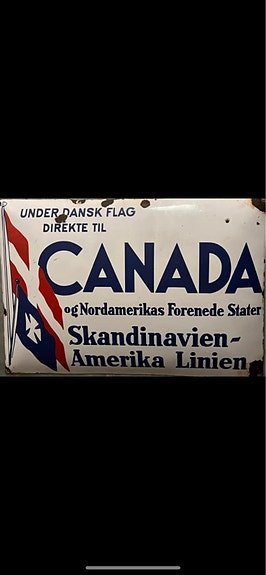 UNDER DANSK FLAG
DIREKTE TIL
CANADA
og Nordamerikas Forenede Stater
Skandinavien-
Amerika Linien